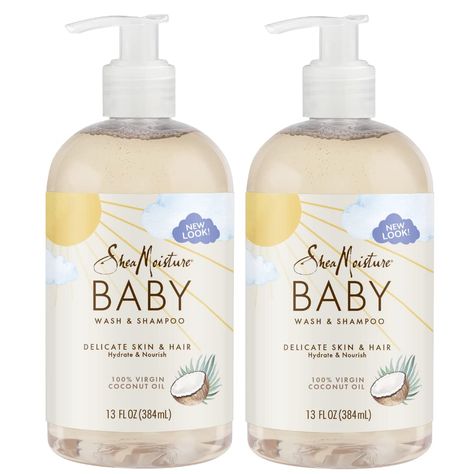 NEW
LOOK!
SheaMoisture®
BABY
WASH & SHAMPOO
DELICATE SKIN & HAIR
Hydrate & Nourish
100% VIRGIN
COCONUT OIL
13 FL OZ (384mL)
NEW
LOOK!
SheaMoisture®
BABY
WASH & SHAMPOO
DELICATE SKIN & HAIR
Hydrate & Nourish
100% VIRGIN
COCONUT OIL
13 FL OZ (384mL)